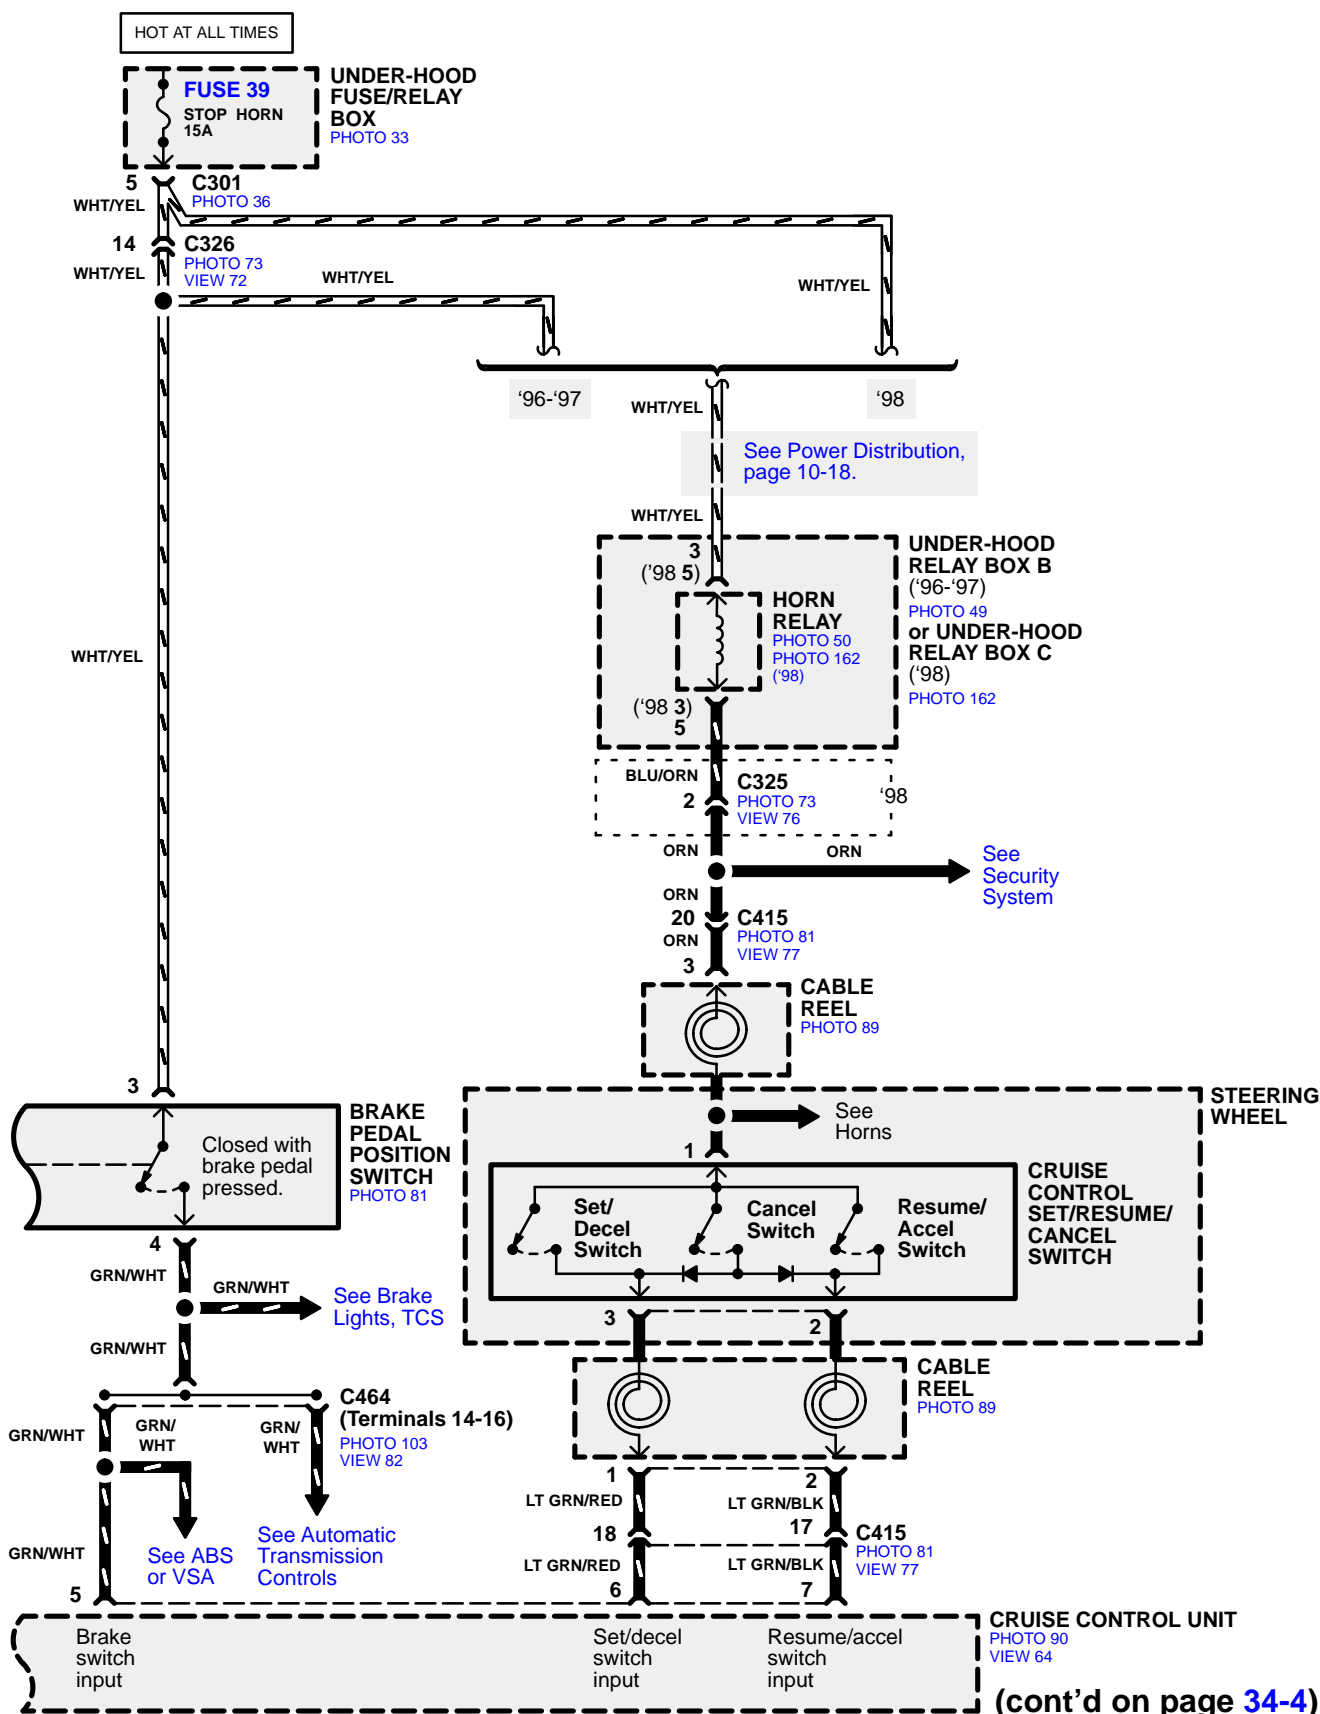 HOT AT ALL TIMES
FUSE 39
STOP HORN
15A
UNDER-HOOD
FUSE/RELAY
BOX
PHOTO 33
5
C301
PHOTO 36
WHT/YEL
14
C326
PHOTO 73
VIEW 72
WHT/YEL
WHT/YEL
WHT/YEL
‘96-‘97
‘98
WHT/YEL
See Power Distribution,
page 10-18.
WHT/YEL
3
('98 5)
HORN
RELAY
PHOTO 50
PHOTO 162
(‘98)
UNDER-HOOD
RELAY BOX B
(‘96-‘97)
PHOTO 49
or UNDER-HOOD
RELAY BOX C
(‘98)
PHOTO 162
WHT/YEL
(‘98 3)
5
BLU/ORN
2
C325
PHOTO 73
VIEW 76
‘98
ORN
ORN
See
Security
System
ORN
20
C415
PHOTO 81
VIEW 77
ORN
3
CABLE
REEL
PHOTO 89
3
BRAKE
PEDAL
POSITION
SWITCH
PHOTO 81
Closed with
brake pedal
pressed.
STEERING
WHEEL
See
Horns
1
CRUISE
CONTROL
SET/RESUME/
CANCEL
SWITCH
Set/
Decel
Switch
Cancel
Switch
Resume/
Accel
Switch
4
GRN/WHT
GRN/WHT
See Brake
Lights, TCS
GRN/WHT
3
2
CABLE
REEL
PHOTO 89
C464
(Terminals 14-16)
PHOTO 103
VIEW 82
GRN/WHT
GRN/
WHT
GRN/
WHT
1
2
LT GRN/RED
LT GRN/BLK
18
17
C415
PHOTO 81
VIEW 77
See ABS
or VSA
See Automatic
Transmission
Controls
GRN/WHT
LT GRN/RED
LT GRN/BLK
5
6
7
CRUISE CONTROL UNIT
PHOTO 90
VIEW 64
Brake
switch
input
Set/decel
switch
input
Resume/accel
switch
input
(cont’d on page 34-4)